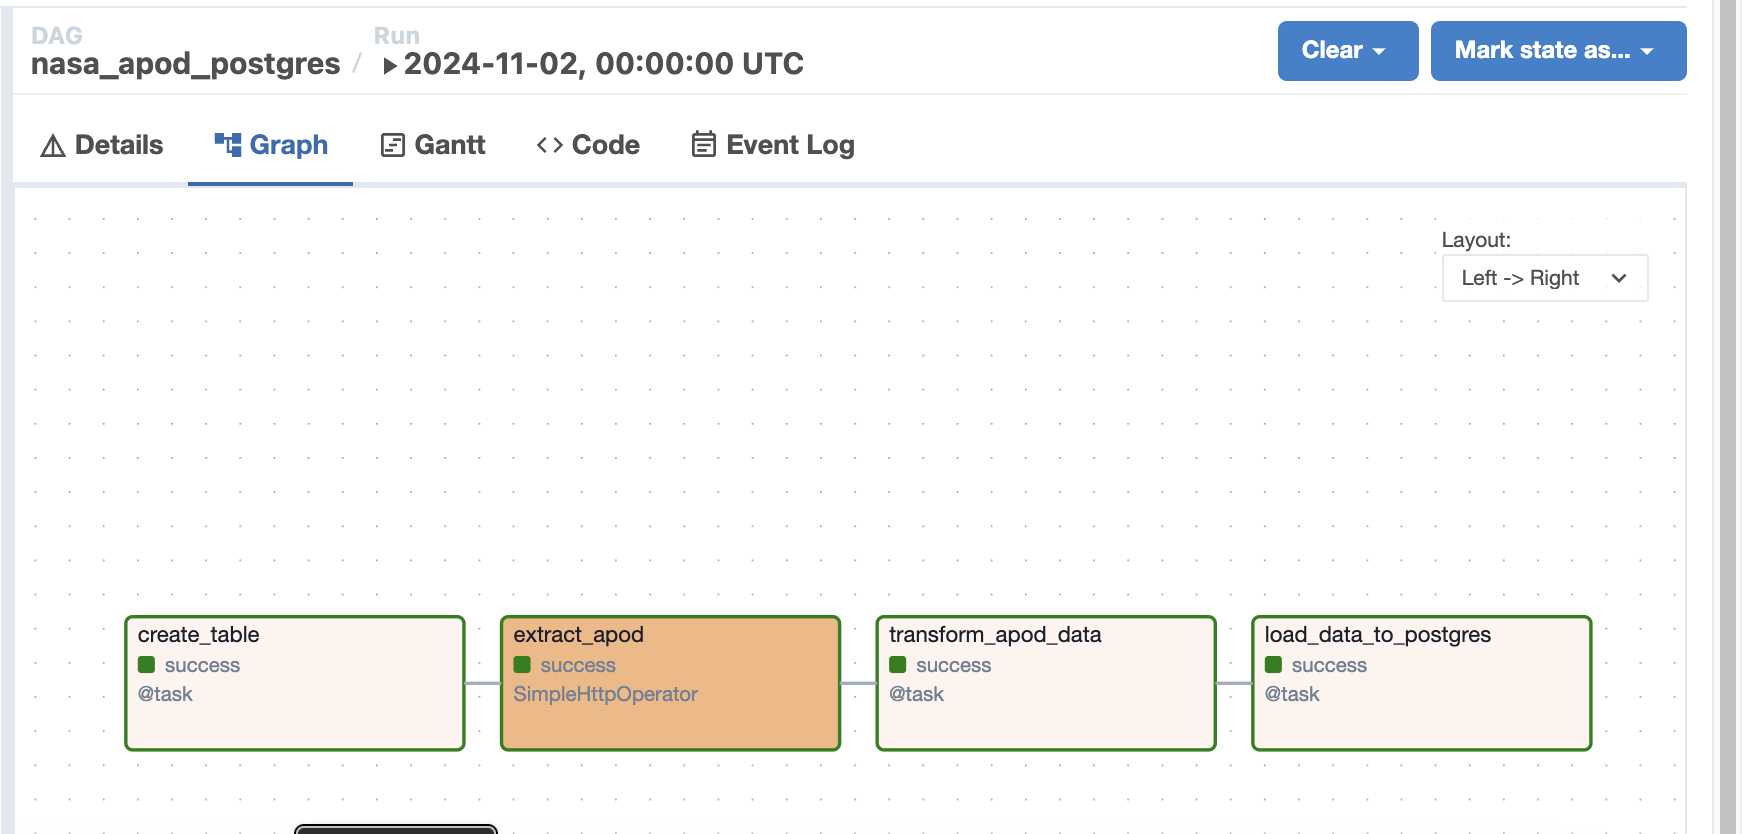 DAG
nasa_apod_postgres
/
Run
2024-11-02, 00:00:00 UTC
Clear
Mark state as...
Details
Graph
Gantt
Code
Event Log
Layout:
Left -> Right
create_table
success
@task
extract_apod
success
SimpleHttpOperator
transform_apod_data
success
@task
load_data_to_postgres
success
@task